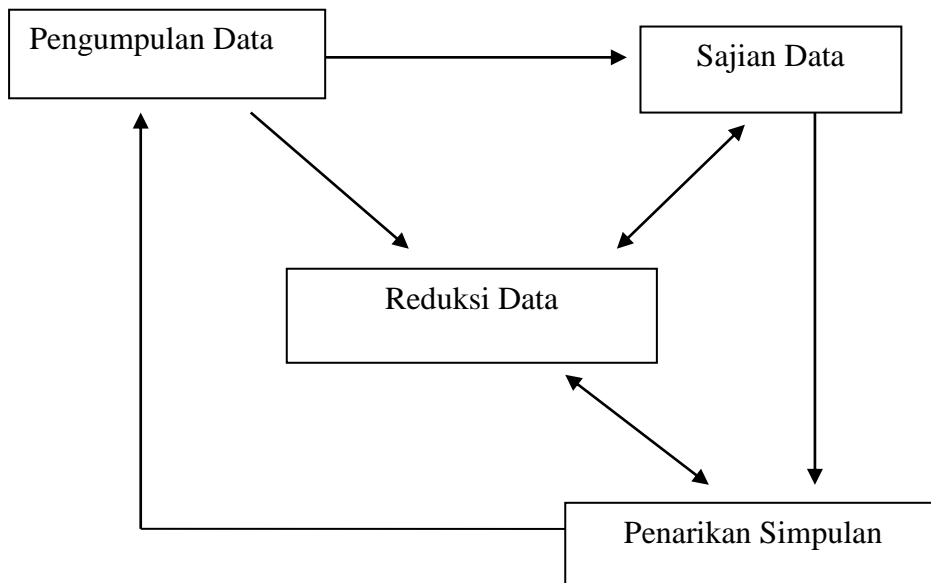 Pengumpulan Data
Sajian Data
Reduksi Data
Penarikan Simpulan